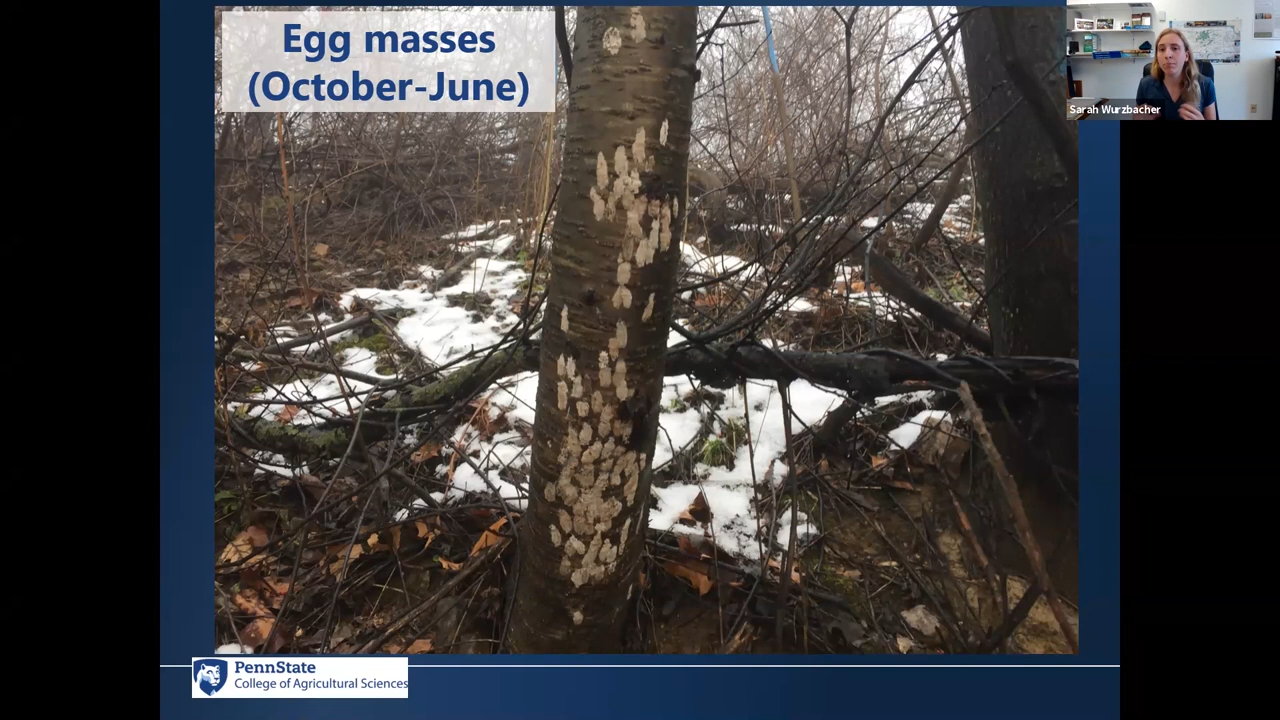 Egg masses
(October-June)
Sarah Wurzbacher
PennState
College of Agricultural Sciences